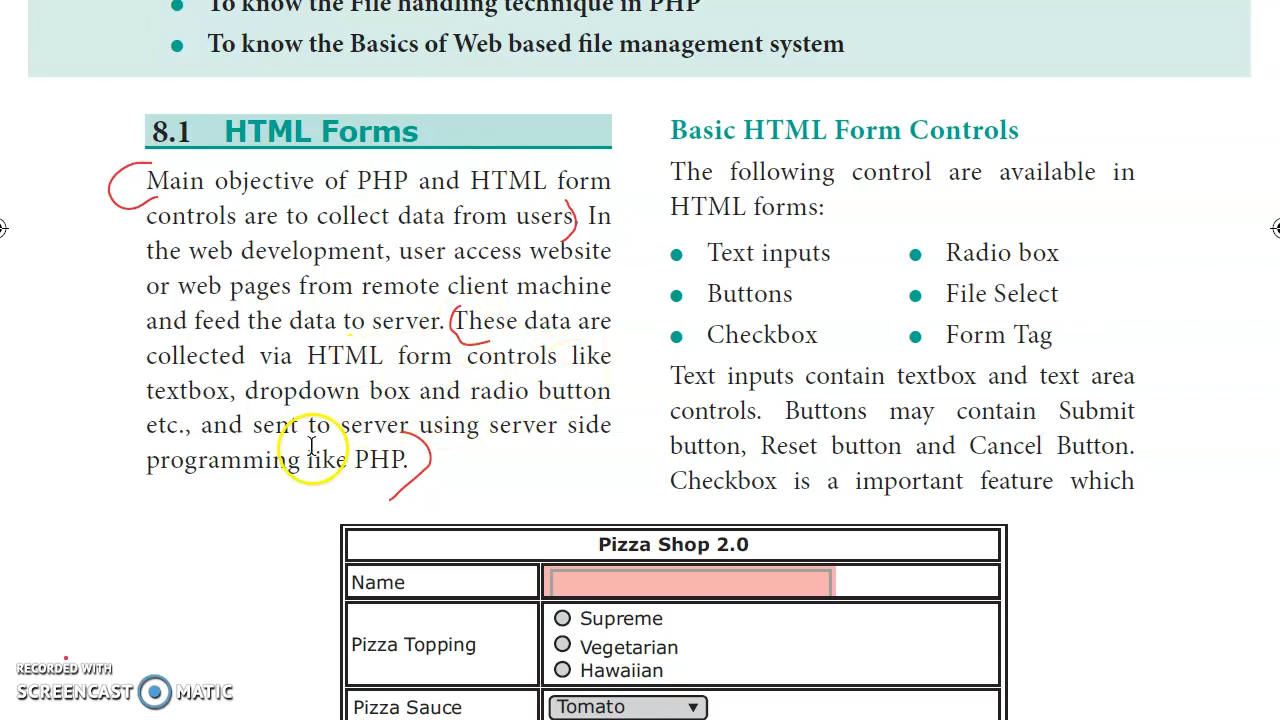 To know the File handling technique in PHP
To know the Basics of Web based file management system
8.1 HTML Forms
Main objective of PHP and HTML form
controls are to collect data from users. In
the web development, user access website
or web pages from remote client machine
and feed the data to server. These data are
collected via HTML form controls like
textbox, dropdown box and radio button
etc., and sent to server using server side
programming like PHP.
Basic HTML Form Controls
The following control are available in
HTML forms:
Text inputs
Radio box
Buttons
File Select
Checkbox
Form Tag
Text inputs contain textbox and text area
controls. Buttons may contain Submit
button, Reset button and Cancel Button.
Checkbox is a important feature which
Pizza Shop 2.0
Name
Pizza Topping
Supreme
Vegetarian
Hawaiian
Pizza Sauce
Tomato
RECORDED WITH
SCREENCAST MATIC